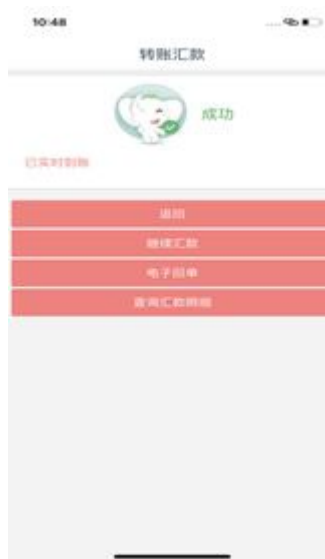 10:48
转账汇款
成功
已实时到账
返回
继续汇款
电子回单
查询汇款明细